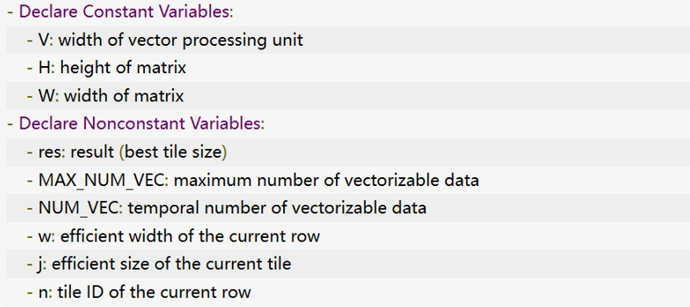 - Declare Constant Variables:
- V: width of vector processing unit
- H: height of matrix
- W: width of matrix
- Declare Nonconstant Variables:
- res: result (best tile size)
- MAX_NUM_VEC: maximum number of vectorizable data
- NUM_VEC: temporal number of vectorizable data
- w: efficient width of the current row
- j: efficient size of the current tile
- n: tile ID of the current row